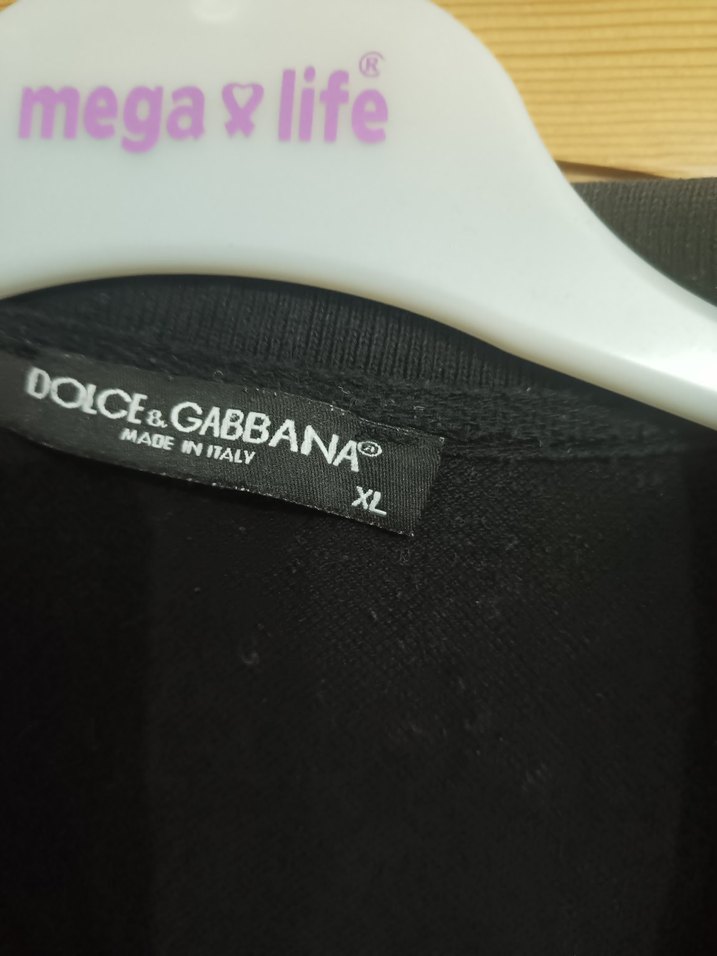 mega life®
DOLCE & GABBANA®
MADE IN ITALY
XL